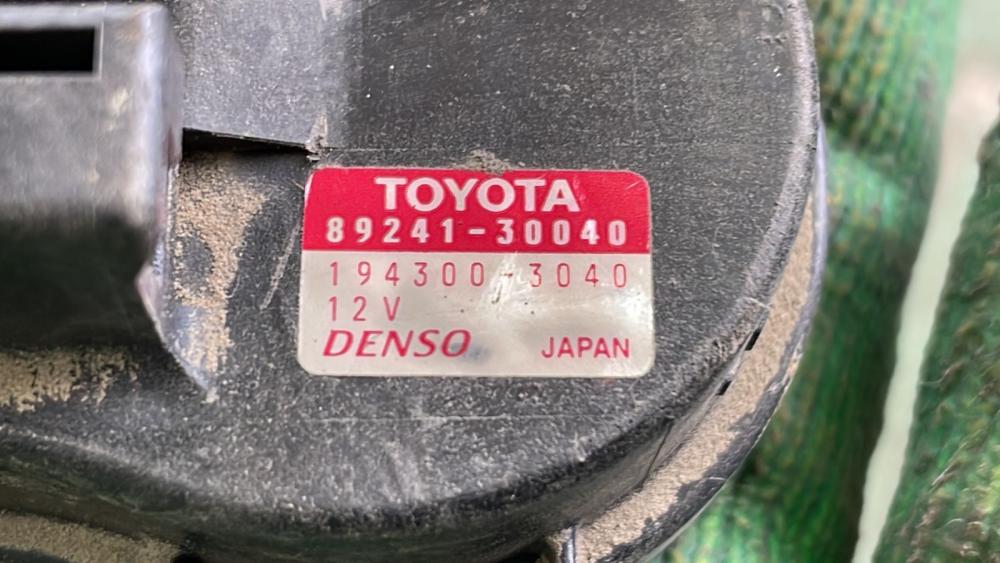 TOYOTA
89241-30040
194300-3040
12V
DENSO JAPAN